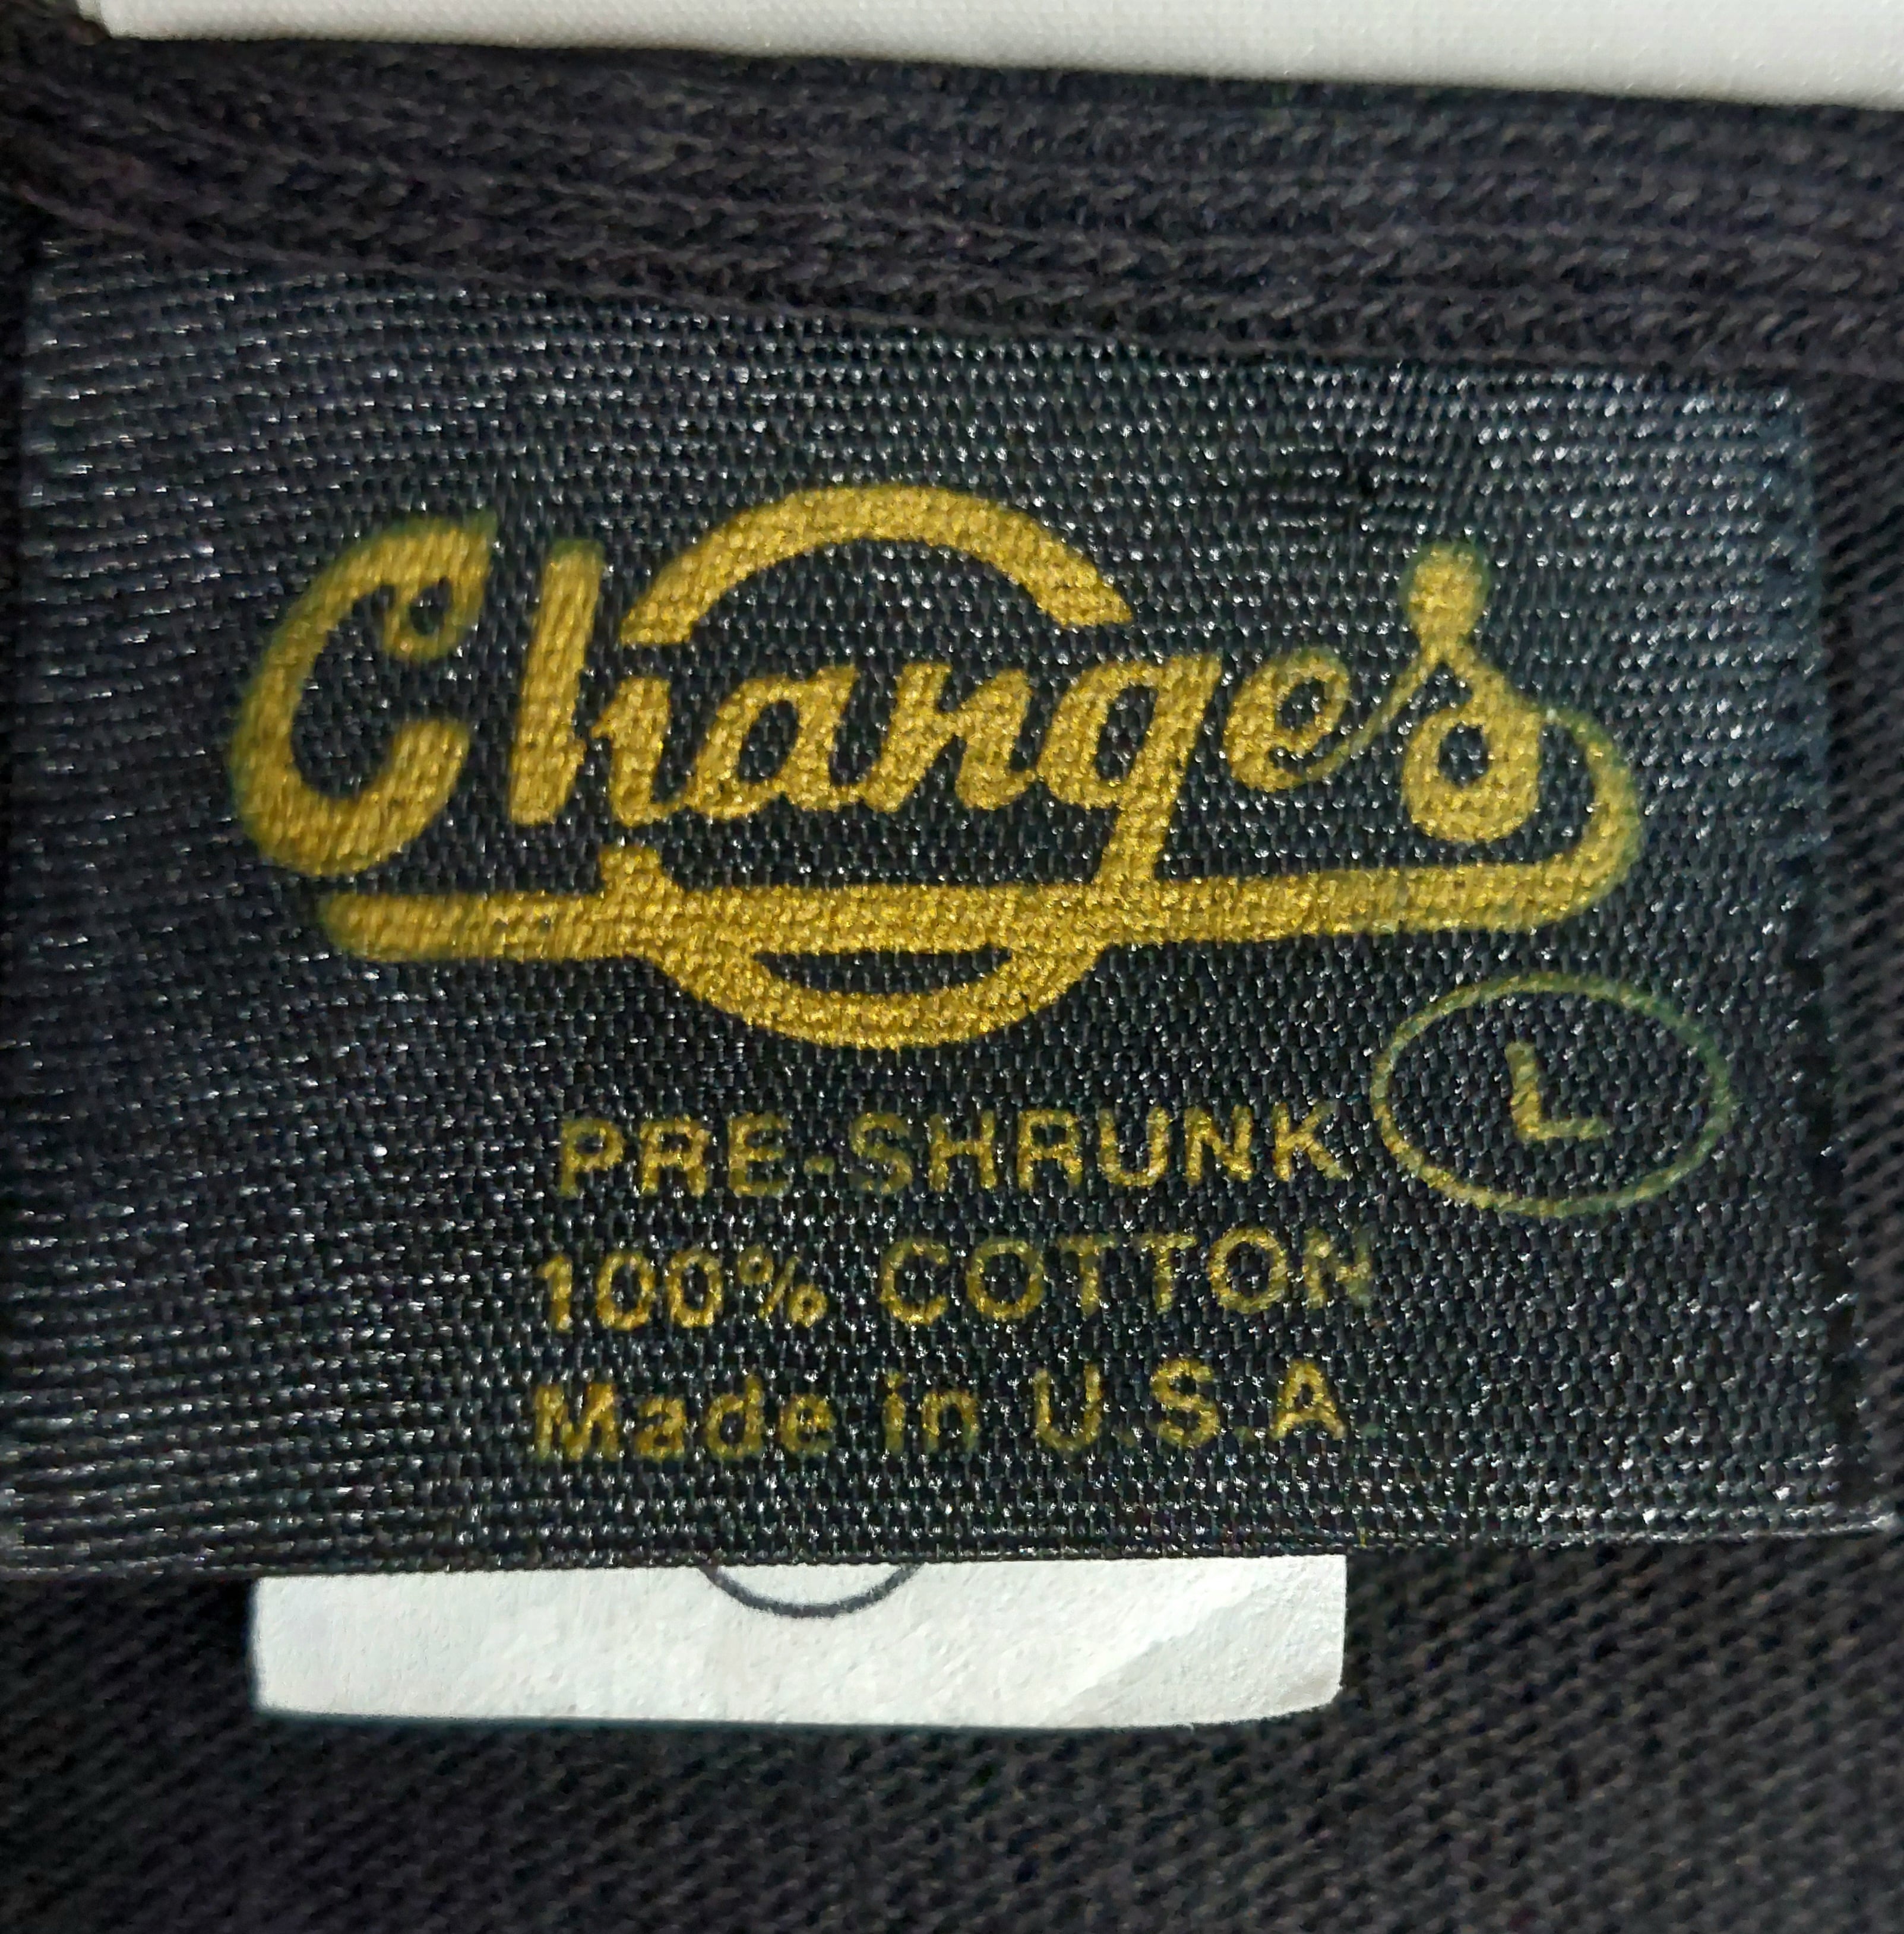 Changes
L
PRE-SHRUNK
100% COTTON
Made in U.S.A.